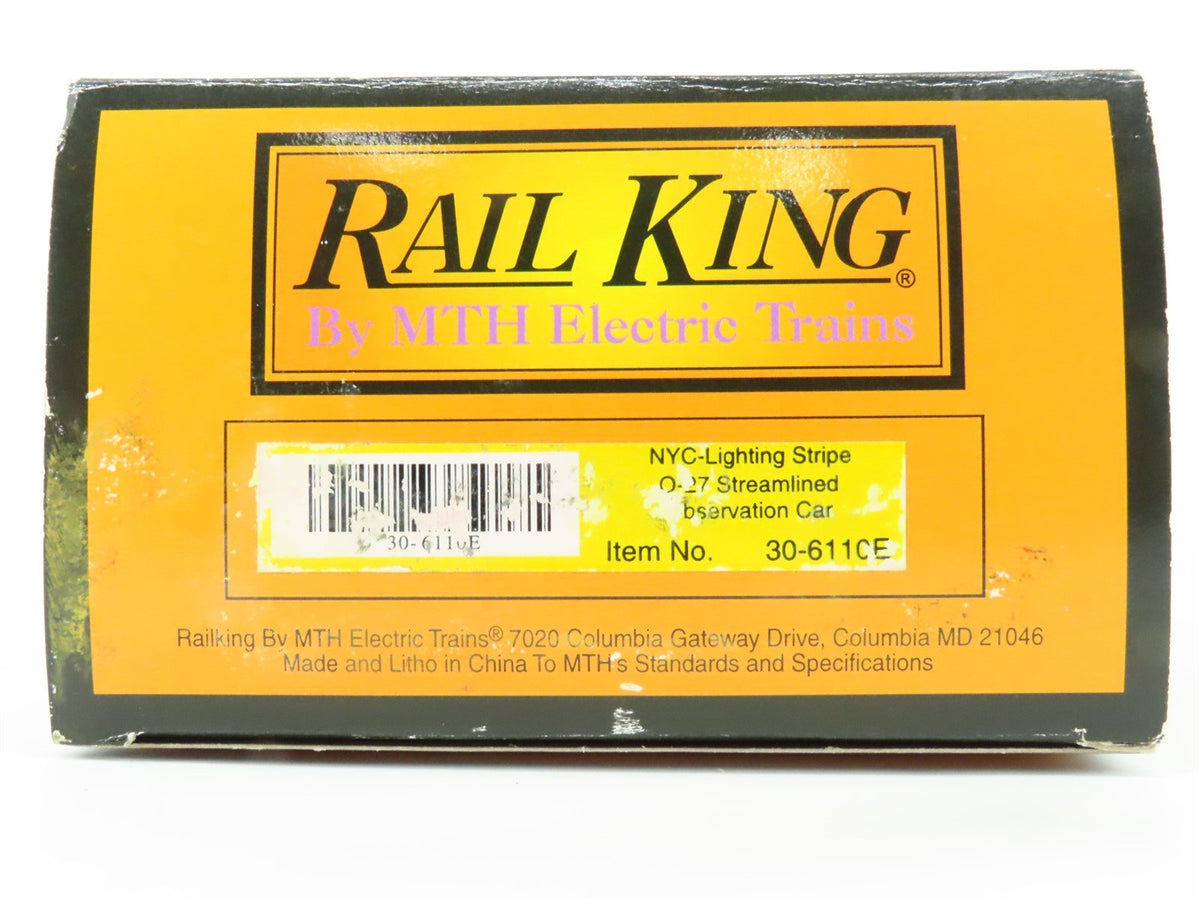 RAIL KING®
By MTH Electric Trains
NYC-Lighting Stripe
O-27 Streamlined
bservation Car
30-6110E
Item No. 30-6110E
Railking By MTH Electric Trains® 7020 Columbia Gateway Drive, Columbia MD 21046
Made and Litho in China To MTH's Standards and Specifications